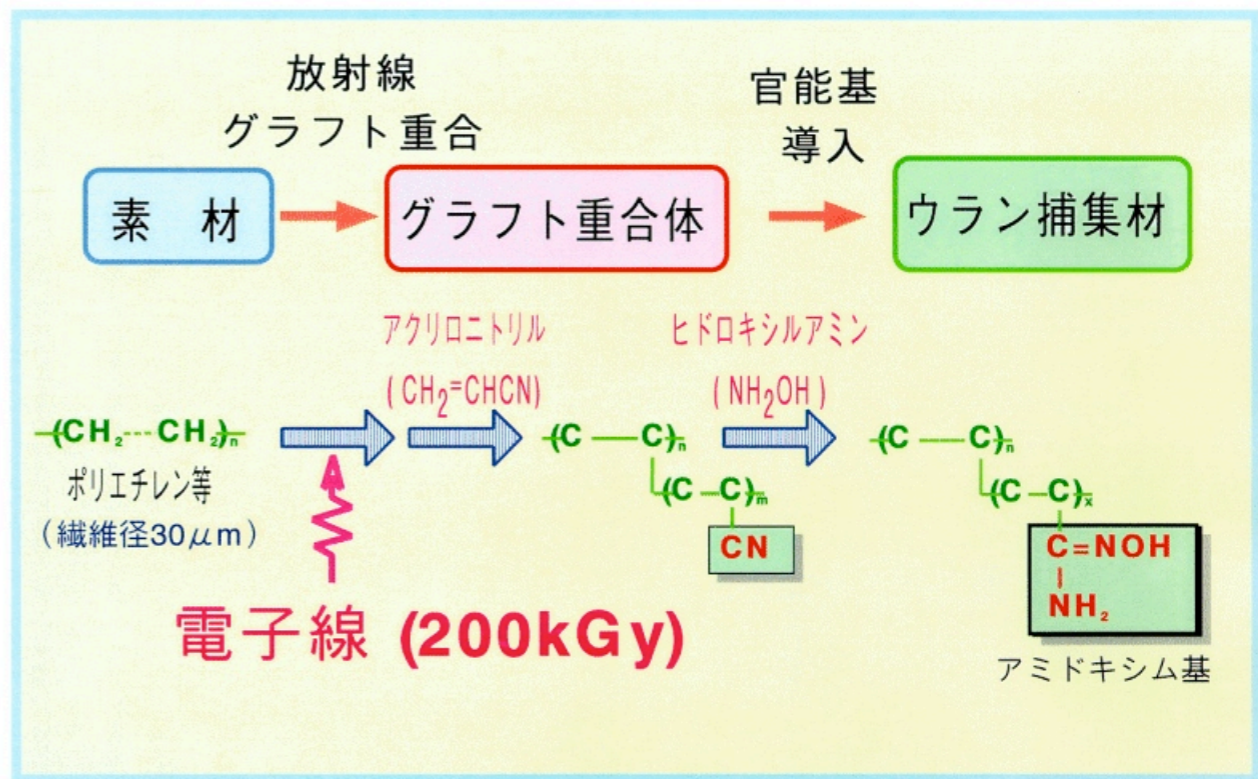 放射線
グラフト重合
官能基
導入
素 材
グラフト重合体
ウラン捕集材
アクリロニトリル
(CH₂=CHCN)
ヒドロキシルアミン
(NH₂OH)
-(CH₂---CH₂)n-
ポリエチレン等
(繊維径30μm)
-(C — C)n
(C – C)m
CN
-(C — C)n
(C – C)x
C=NOH
NH₂
電子線 (200kGy)
アミドキシム基